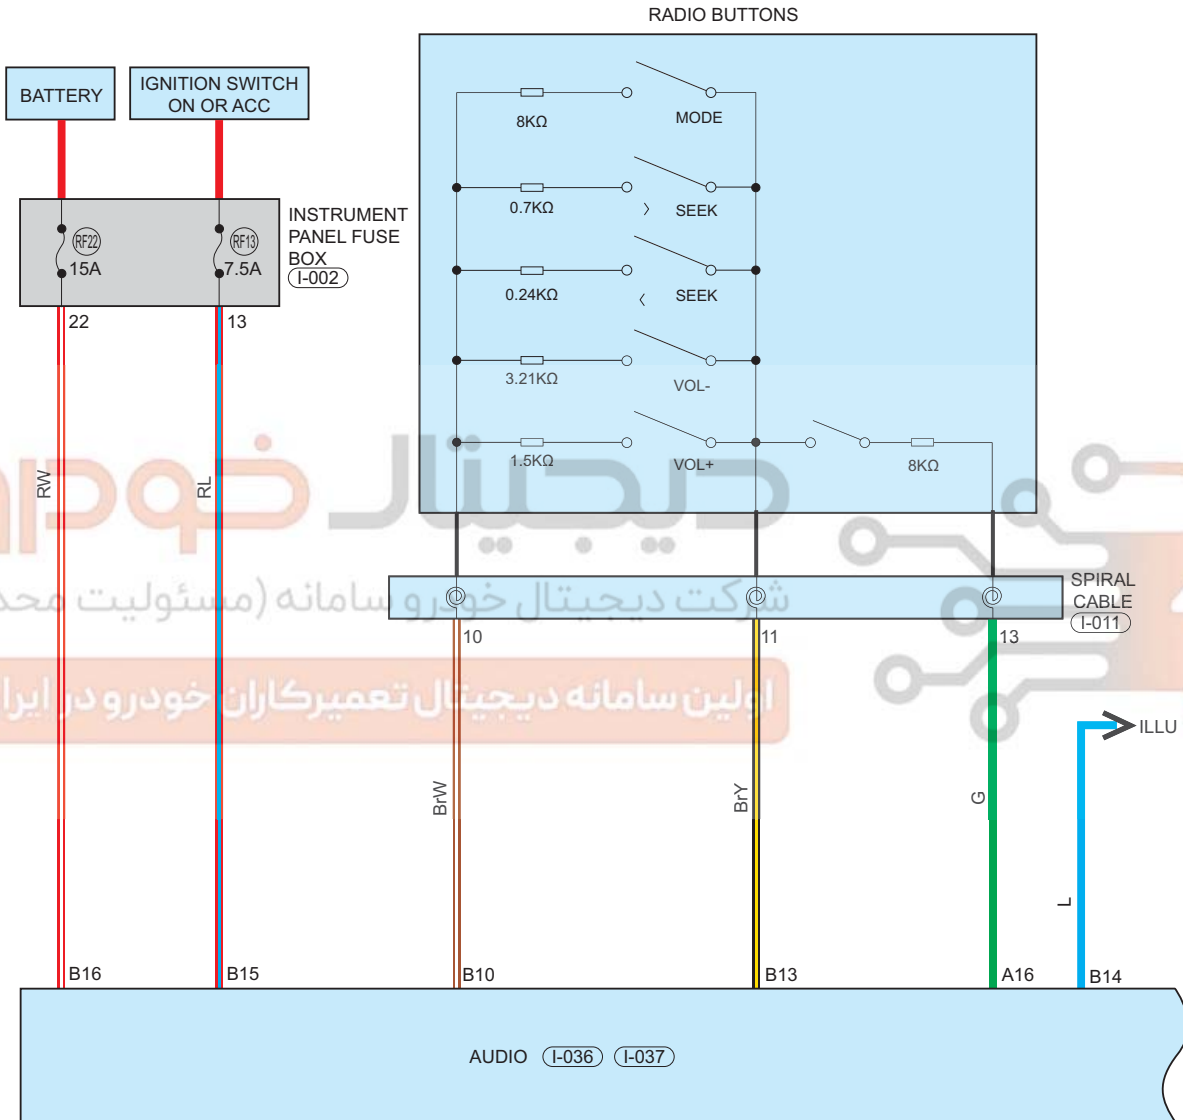 RADIO BUTTONS
BATTERY
IGNITION SWITCH
ON OR ACC
8KΩ
MODE
0.7KΩ
〉
SEEK
INSTRUMENT
PANEL FUSE
BOX
I-002
RF22
15A
RF13
7.5A
0.24KΩ
〈
SEEK
22
13
3.21KΩ
VOL-
1.5KΩ
VOL+
8KΩ
RW
RL
دیجیتال خودرو
شرکت دیجیتال خودرو سامانه (مسئولیت
SPIRAL
CABLE
I-011
10
11
13
اولین سامانه دیجیتال تعمیرکاران خودرو در
ILLU
BrW
BrY
G
L
B16
B15
B10
B13
A16
B14
AUDIO
I-036
I-037